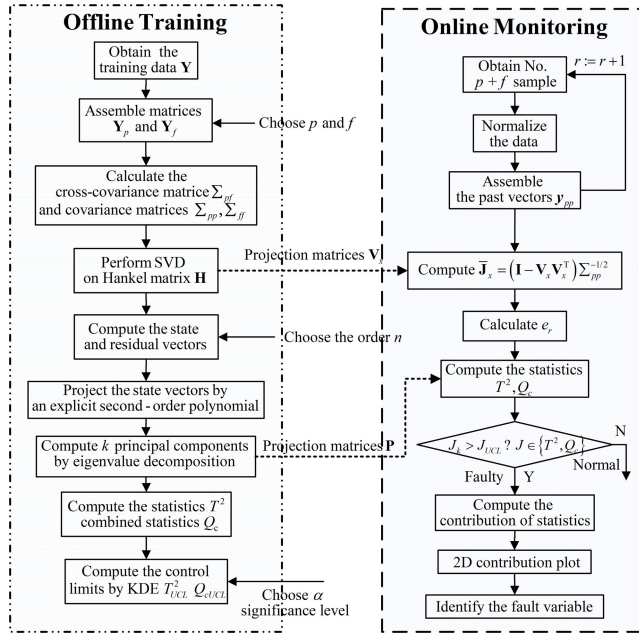 Offline Training
Obtain the
training data Y
Assemble matrices
Y_p and Y_f
Choose p and f
Calculate the
cross-covariance matrice Σ_pf
and covariance matrices Σ_pp, Σ_ff
Perform SVD
on Hankel matrix H
Projection matrices V_x
Compute the state
and residual vectors
Choose the order n
Project the state vectors by
an explicit second-order polynomial
Compute k principal components
by eigenvalue decomposition
Projection matrices P
Compute the statistics T²
combined statistics Q_c
Compute the control
limits by KDE T²_UCL Q_cUCL
Choose α
significance level
Online Monitoring
Obtain No.
p + f sample
r := r + 1
Normalize
the data
Assemble
the past vectors y_pp
Compute J̄_x = (I − V_x V_x^T) Σ_pp^{-1/2}
Calculate e_r
Compute the statistics
T², Q_c
J_k > J_UCL ? J ∈ {T², Q_c}
N
Normal
Faulty Y
Compute the
contribution of statistics
2D contribution plot
Identify the fault variable